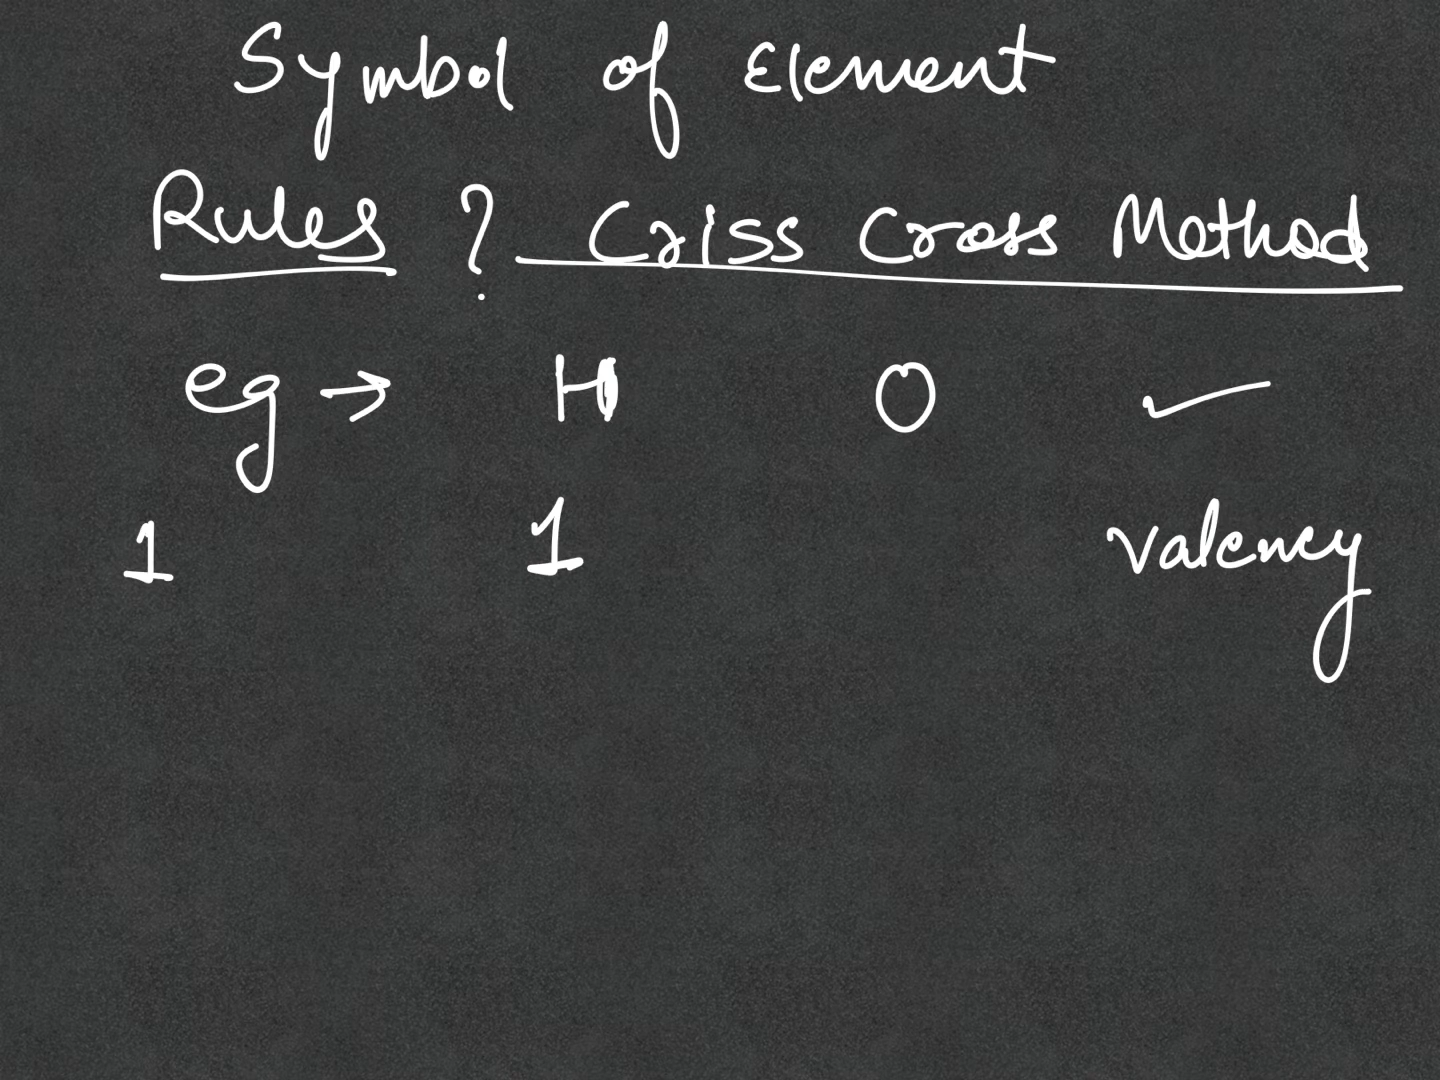 Symbol of Element
Rules ? Criss Cross Method
eg → H O ✓
1 1 valency